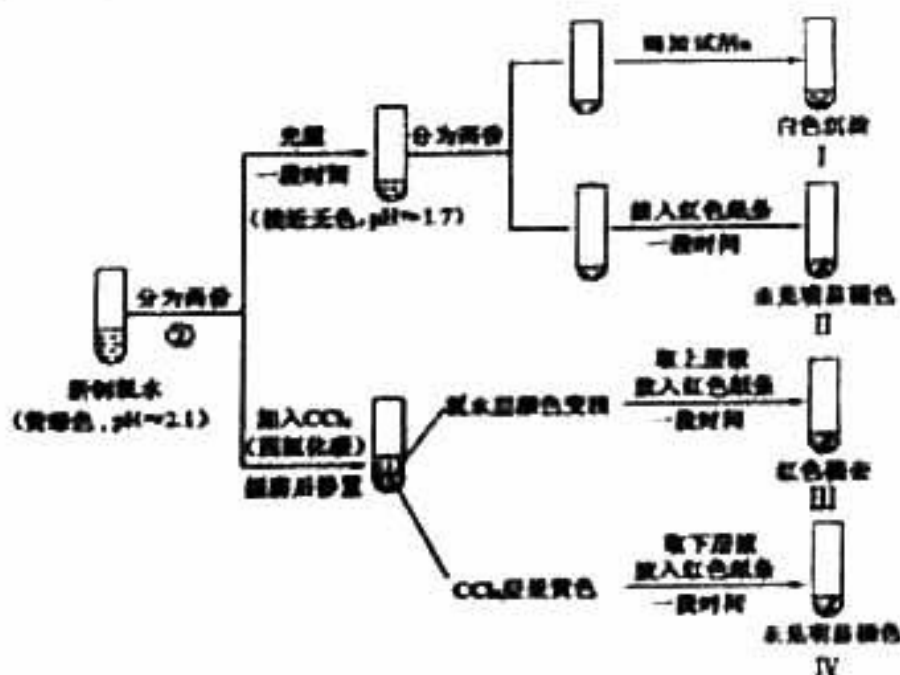 滴加试剂a
白色沉淀
I
光照
一段时间
(接近无色,pH≈1.7)
分为两份
放入红色纸条
一段时间
未见明显褪色
II
分为两份
②
新制氯水
(黄绿色,pH≈2.1)
加入CCl₄
(四氯化碳)
振荡后静置
氯水层颜色变浅
取上层液
放入红色纸条
一段时间
红色褪去
III
CCl₄层呈黄色
取下层液
放入红色纸条
一段时间
未见明显褪色
IV